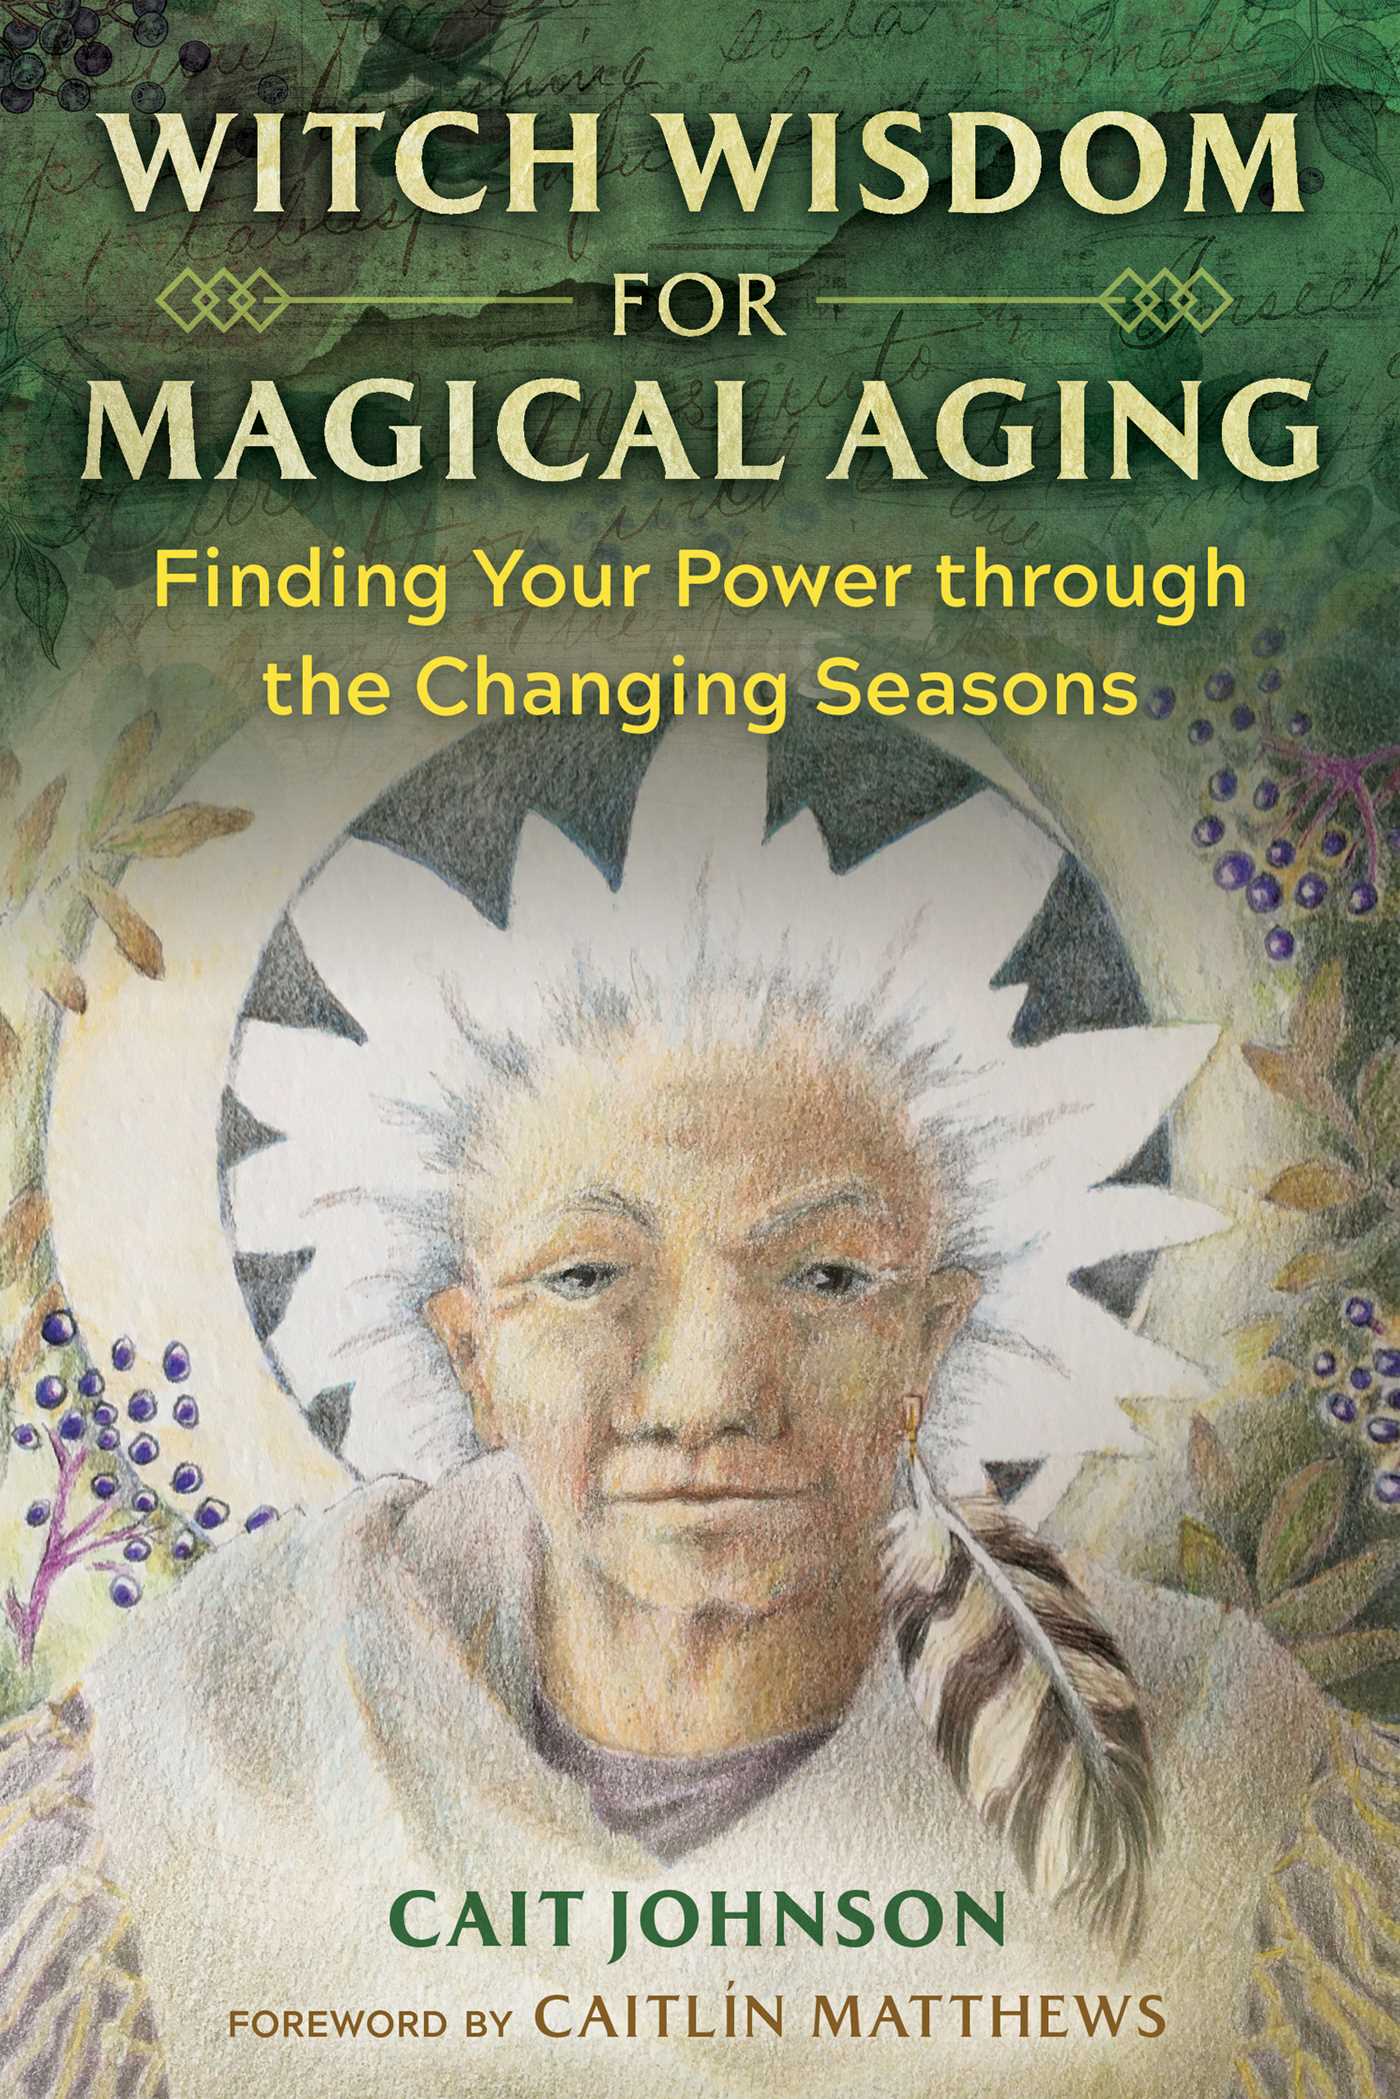 WITCH WISDOM
FOR
MAGICAL AGING
Finding Your Power through
the Changing Seasons
CAIT JOHNSON
FOREWORD BY CAITLÍN MATTHEWS